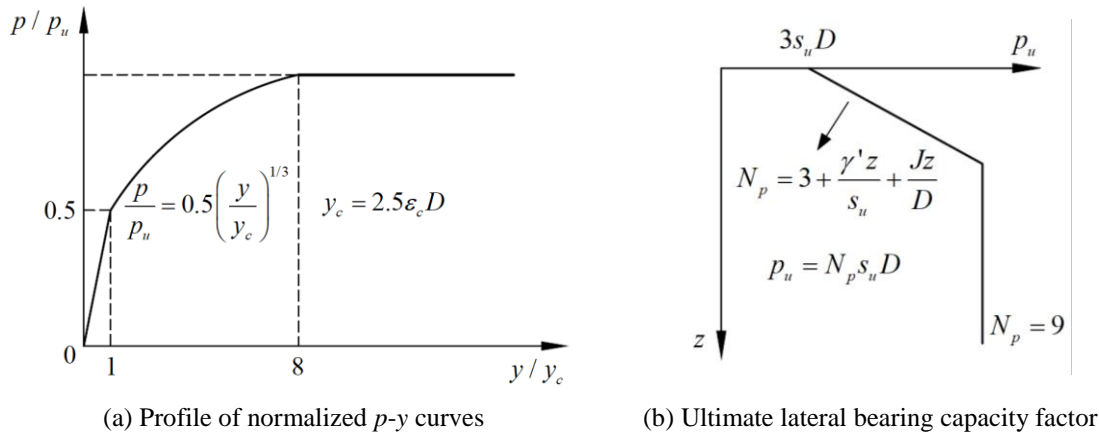 p / p_u
0.5
p/p_u = 0.5(y/y_c)^{1/3}
y_c = 2.5ε_c D
0
1
8
y / y_c
(a) Profile of normalized p-y curves
3s_u D
p_u
N_p = 3 + γ'z/s_u + Jz/D
p_u = N_p s_u D
z
N_p = 9
(b) Ultimate lateral bearing capacity factor